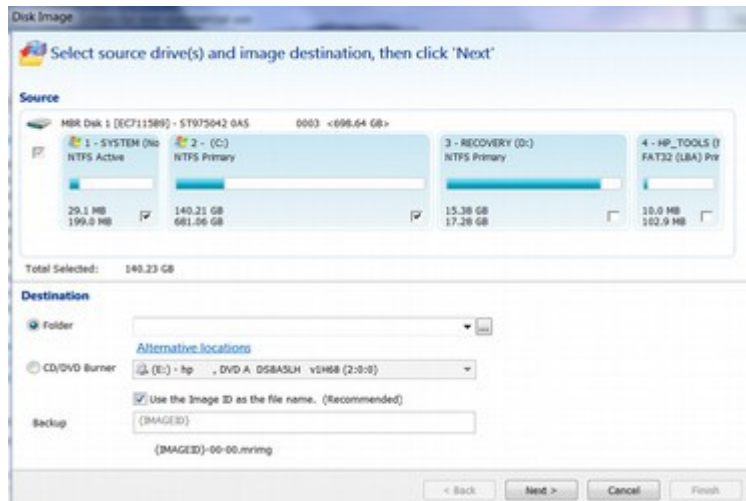 Disk Image
Select source drive(s) and image destination, then click 'Next'
Source
MBR Disk 1 [EC7115B9] - ST975042 0AS 0003 <698.64 GB>
1 - SYSTEM (No
NTFS Active
29.1 MB
199.0 MB
2 - (C:)
NTFS Primary
140.21 GB
681.06 GB
3 - RECOVERY (D:)
NTFS Primary
15.38 GB
17.28 GB
4 - HP_TOOLS (
FAT32 (LBA) Pri
10.0 MB
102.9 MB
Total Selected: 140.23 GB
Destination
Folder
...
Alternative locations
CD/DVD Burner (E:) - hp , DVD A DS8A5LH v1H68 (2:0:0)
Use the Image ID as the file name. (Recommended)
Backup {IMAGEID}
{IMAGEID}-00-00.mrimg
< Back Next > Cancel Finish